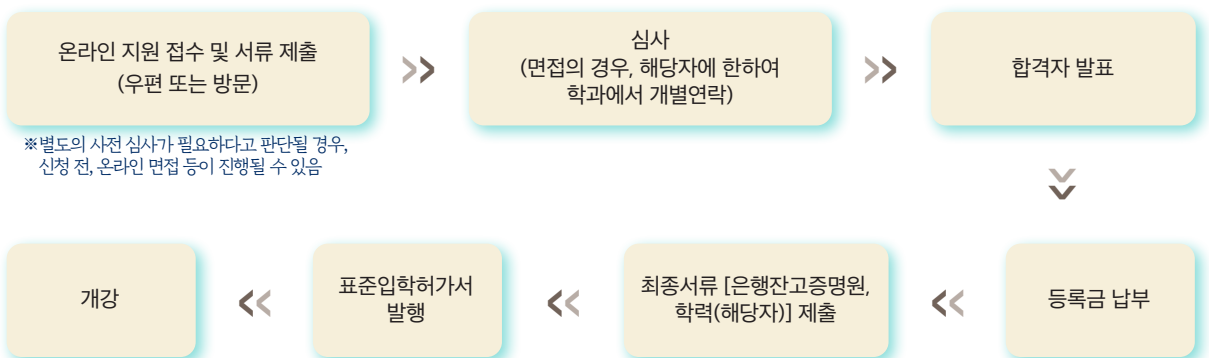 온라인 지원 접수 및 서류 제출
(우편 또는 방문)
※별도의 사전 심사가 필요하다고 판단될 경우,
신청 전, 온라인 면접 등이 진행될 수 있음
심사
(면접의 경우, 해당자에 한하여
학과에서 개별연락)
합격자 발표
등록금 납부
최종서류 [은행잔고증명원,
학력(해당자)] 제출
표준입학허가서
발행
개강